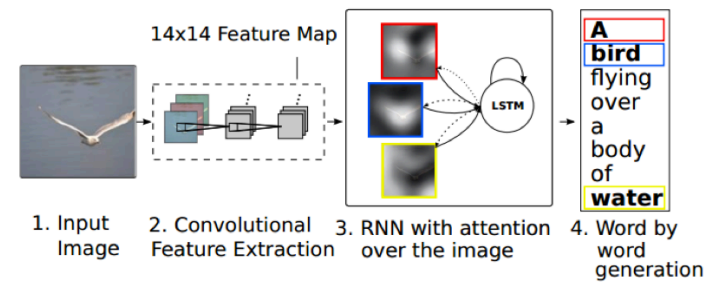 14x14 Feature Map
LSTM
A
bird
flying
over
a
body
of
water
1. Input
Image
2. Convolutional
Feature Extraction
3. RNN with attention
over the image
4. Word by
word
generation